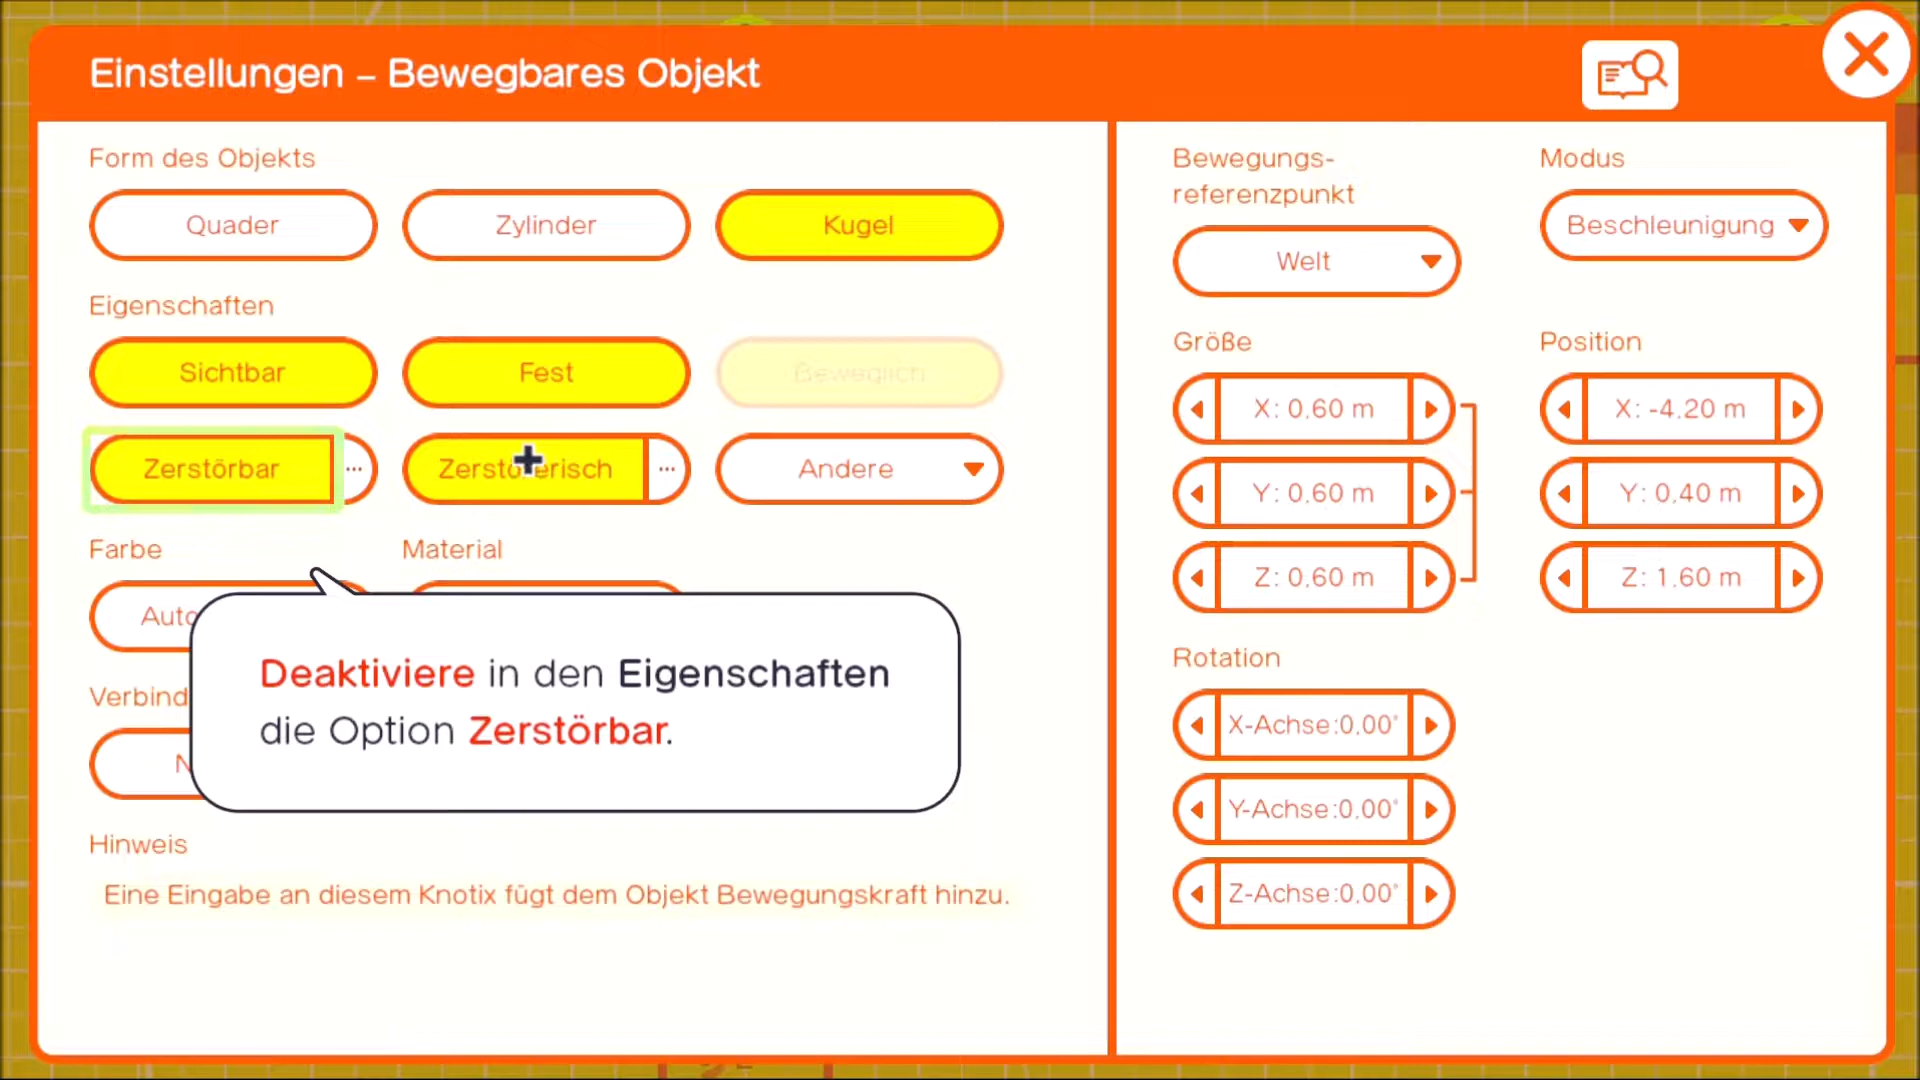 Einstellungen – Bewegbares Objekt
Form des Objekts
Quader
Zylinder
Kugel
Eigenschaften
Sichtbar
Fest
Beweglich
Zerstörbar
...
Zerstörerisch
...
Andere
Farbe
Material
Auto
Verbind
N
Deaktiviere in den Eigenschaften
die Option Zerstörbar.
Hinweis
Eine Eingabe an diesem Knotix fügt dem Objekt Bewegungskraft hinzu.
Bewegungs-
referenzpunkt
Welt
Modus
Beschleunigung
Größe
X: 0,60 m
Y: 0,60 m
Z: 0,60 m
Position
X: -4,20 m
Y: 0,40 m
Z: 1,60 m
Rotation
X-Achse:0,00°
Y-Achse:0,00°
Z-Achse:0,00°